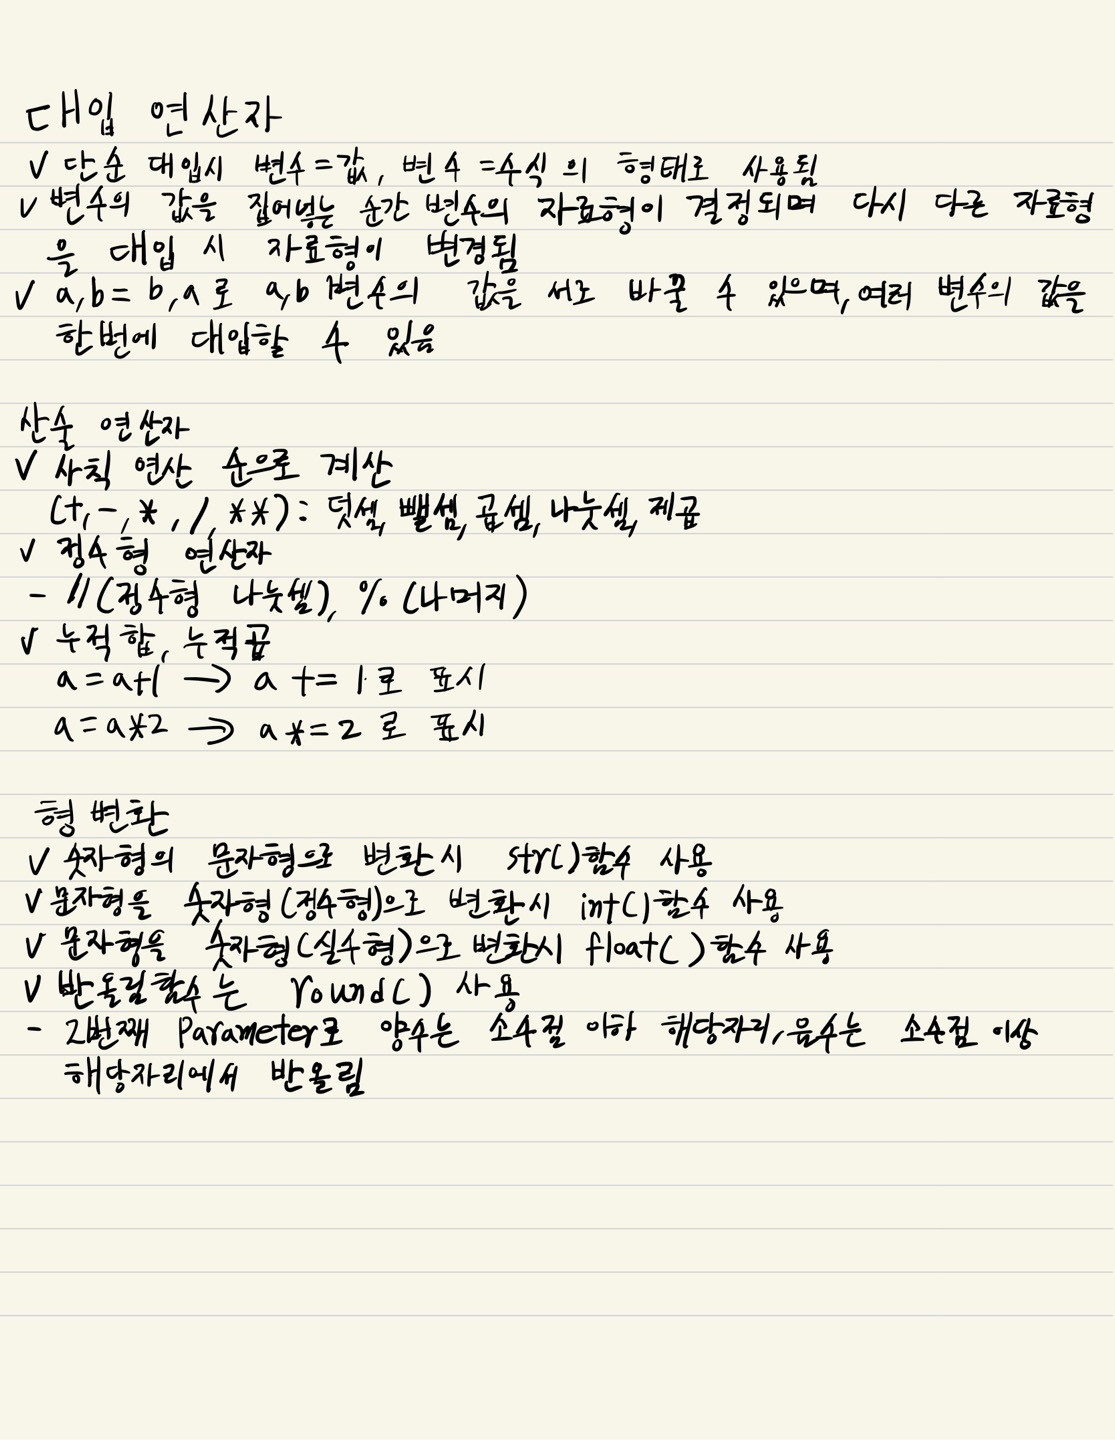 대입 연산자
✓ 단순 대입시 변수=값, 변수 =수식 의 형태로 사용됨
✓ 변수의 값을 집어넣는 순간 변수의 자료형이 결정되며 다시 다른 자료형
을 대입 시 자료형이 변경됨
✓ a,b= b,a 로 a,b 변수의 값을 서로 바꿀 수 있으며, 여러 변수의 값을
한번에 대입할 수 있음
산술 연산자
✓ 사칙 연산 순으로 계산
(+,-,*,/,**): 덧셈, 뺄셈, 곱셈, 나눗셈, 제곱
✓ 정수형 연산자
- //(정수형 나눗셈), %(나머지)
✓ 누적합, 누적곱
a=a+1 → a += 1로 표시
a=a*2 → a*=2 로 표시
형 변환
✓ 숫자형의 문자형으로 변환시 str()함수 사용
✓ 문자형을 숫자형(정수형)으로 변환시 int()함수 사용
✓ 문자형을 숫자형(실수형)으로 변환시 float()함수 사용
✓ 반올림함수는 round() 사용
- 2번째 Parameter로 양수는 소수점 이하 해당자리, 음수는 소수점 이상
해당자리에서 반올림